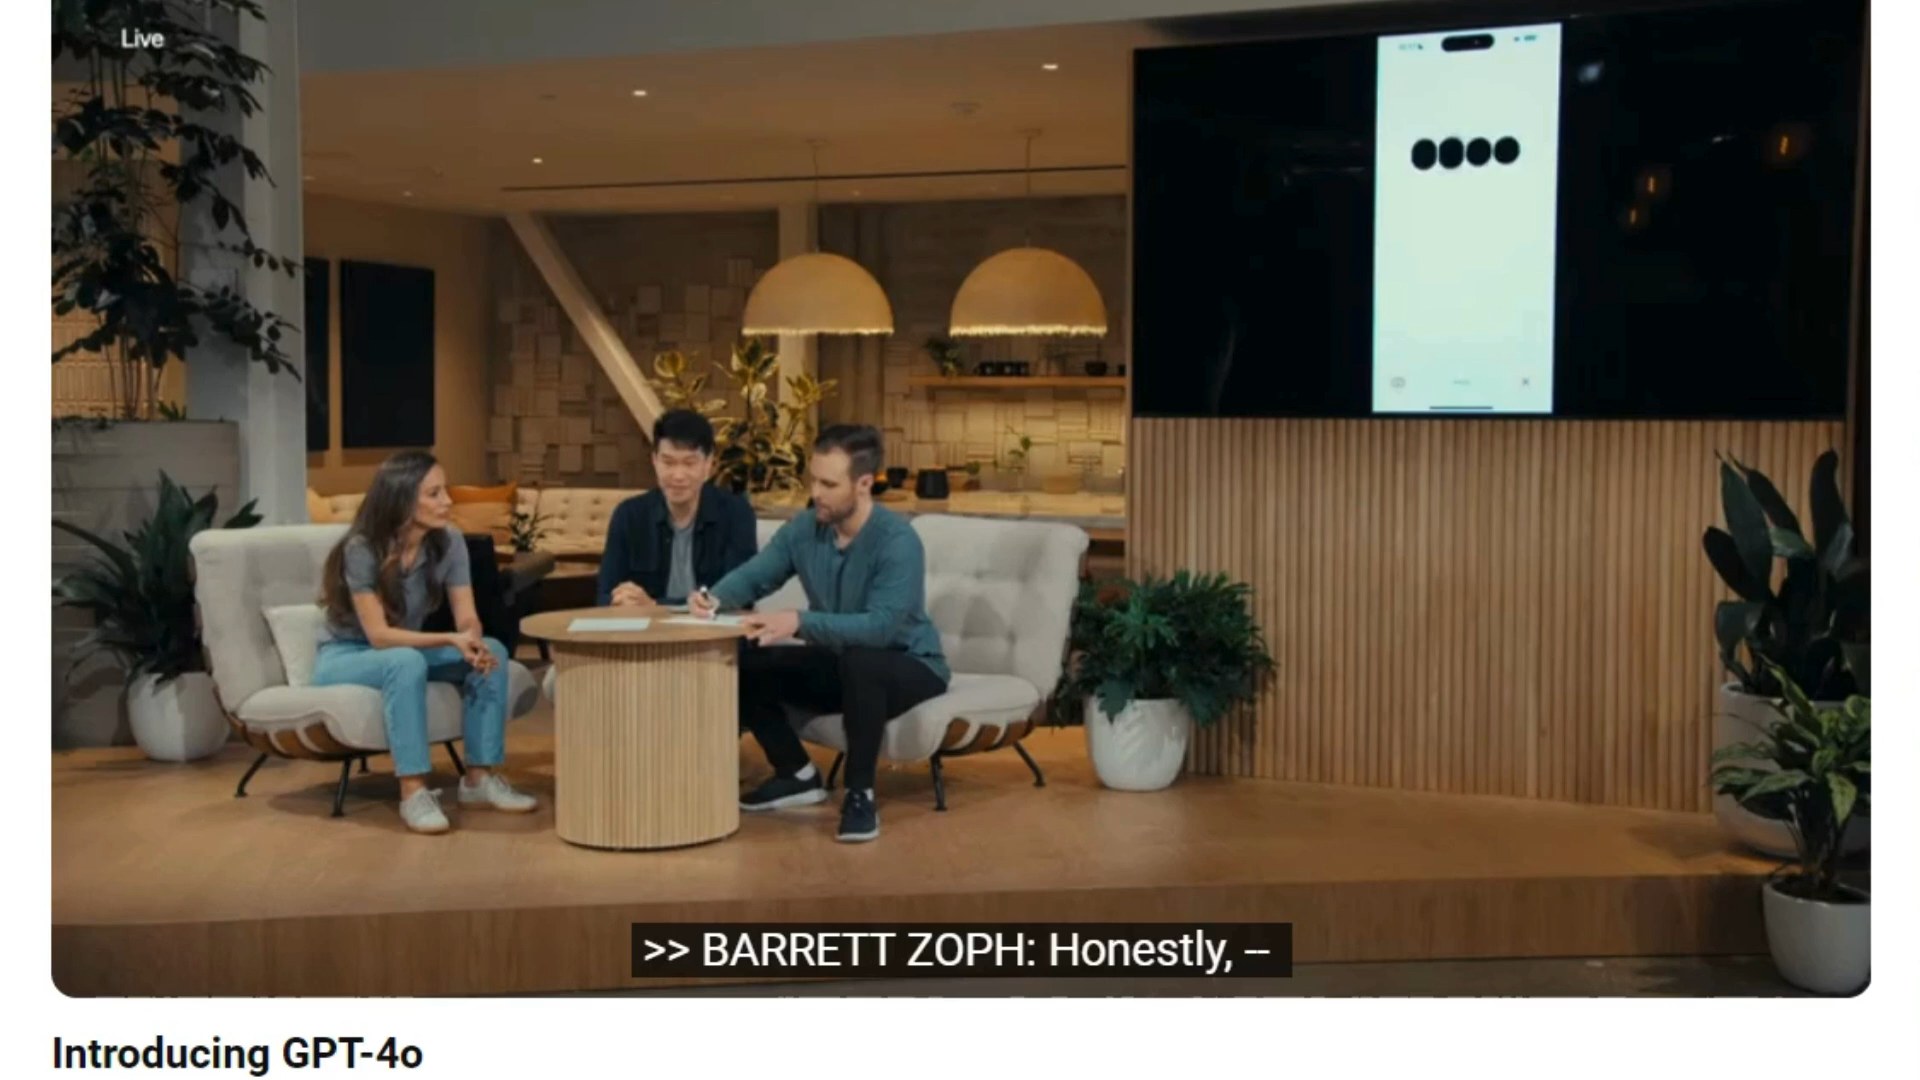 Live
>> BARRETT ZOPH: Honestly, --
Introducing GPT-4o